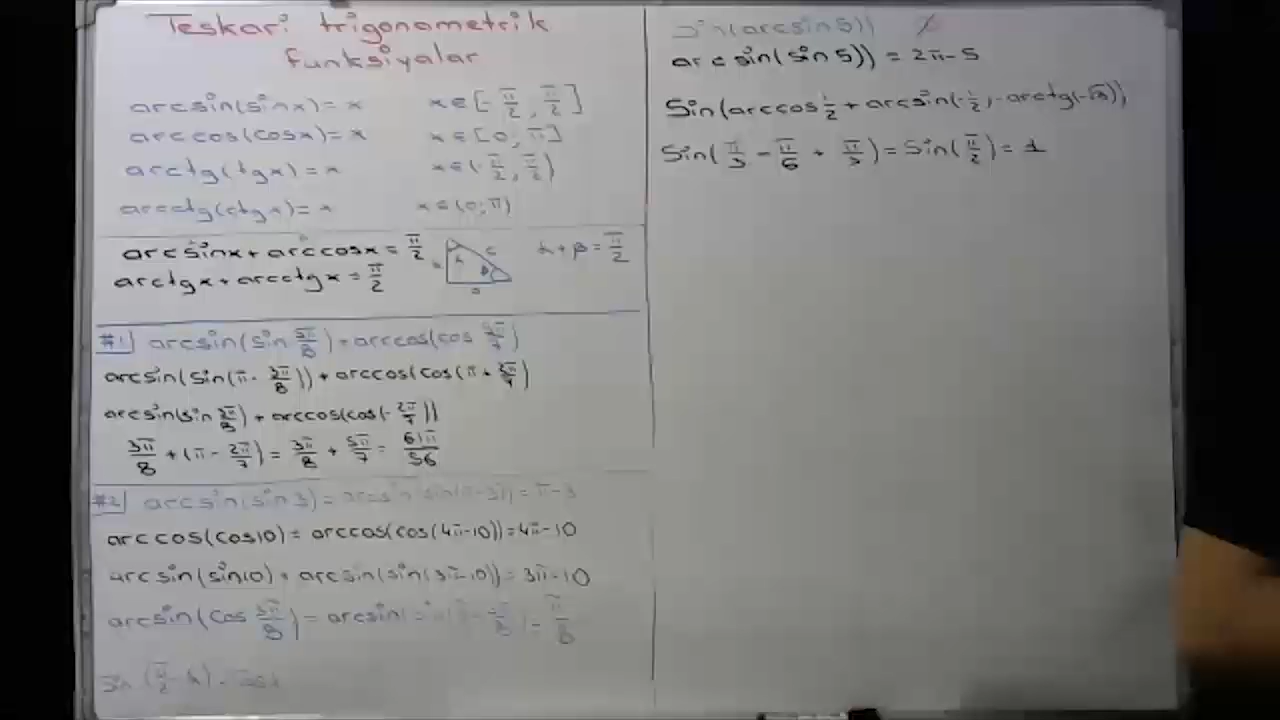 Teskari trigonometrik
funksiyalar
arcsin(sinx)=x x∈[-π/2, π/2]
arccos(cosx)=x x∈[0; π]
arctg(tgx)=x x∈(-π/2, π/2)
arcctg(ctgx)=x x∈(0; π)
arcsinx+arccosx=π/2
arctgx+arcctgx=π/2
α+β=π/2
#1) arcsin(sin 5π/8)+arccos(cos 9π/7)
arcsin(sin(π-3π/8))+arccos(cos(π+2π/7)
arcsin(sin 3π/8)+arccos(cos(-2π/7))
3π/8+(π-2π/7)=3π/8+5π/7=61π/56
#2) arcsin(sin3)=arcsin(sin(π-3))=π-3
arccos(cos10)=arccos(cos(4π-10))=4π-10
arcsin(sin10)=arcsin(sin(3π-10))=3π-10
arcsin(cos 3π/8)=arcsin π/8
sin(π/2-α)
sin(arcsin5))
arcsin(sin5))=2π-5
Sin(arccos 1/2+arcsin(-1/2)-arctg(-√3))
Sin(π/3-π/6+π/3)=Sin(π/2)=1